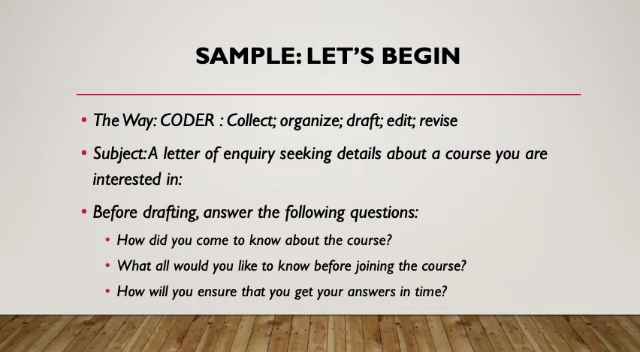 SAMPLE: LET'S BEGIN
The Way: CODER : Collect; organize; draft; edit; revise
Subject: A letter of enquiry seeking details about a course you are
interested in:
Before drafting, answer the following questions:
How did you come to know about the course?
What all would you like to know before joining the course?
How will you ensure that you get your answers in time?